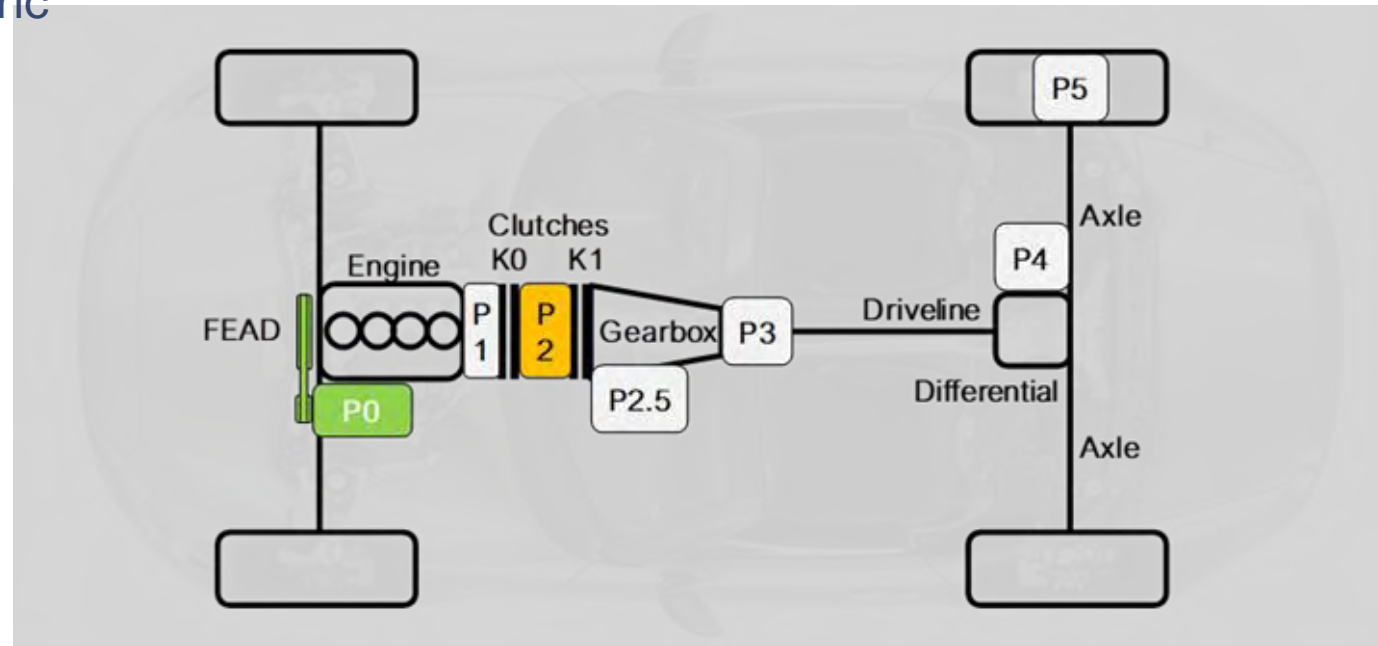 P5
Clutches
K0 K1
Axle
Engine
P4
P
1
P
2
Driveline
FEAD
Gearbox
P3
Differential
P2.5
P0
Axle